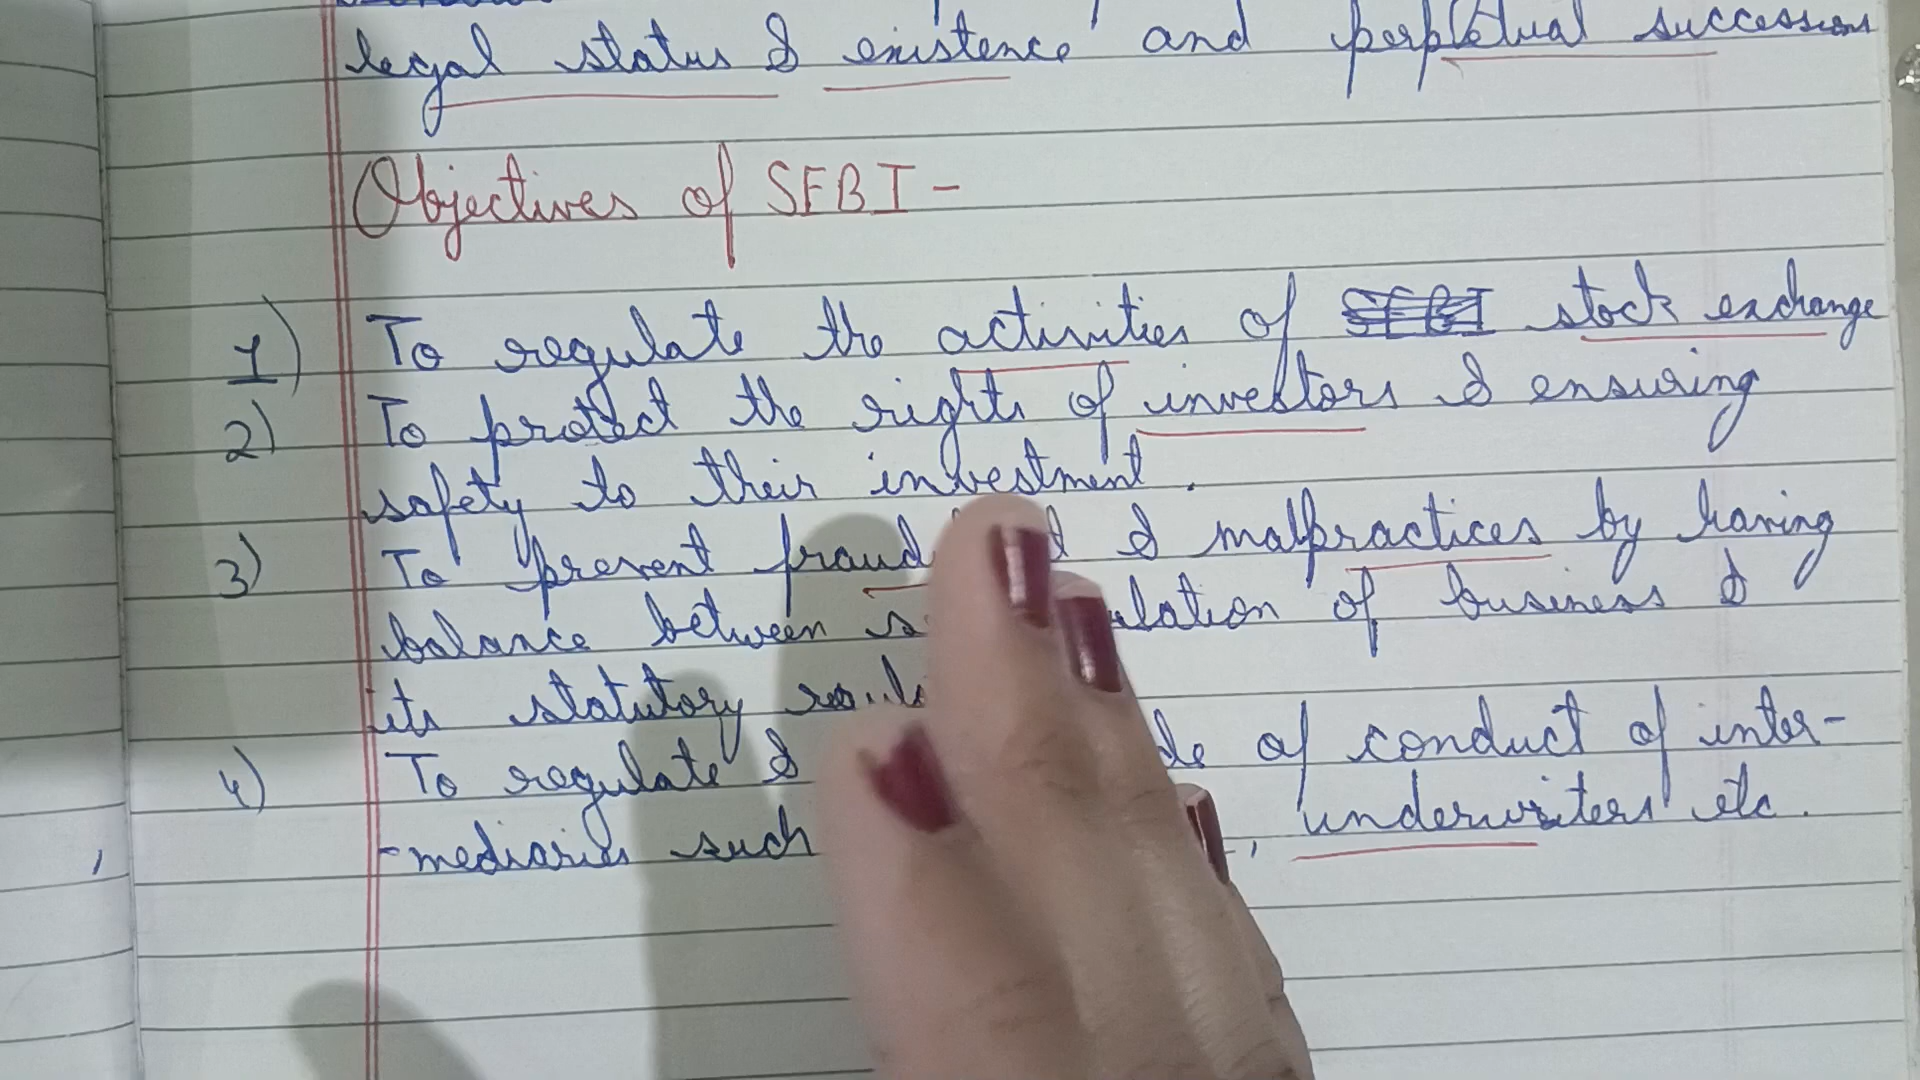 legal status & existence and perpetual succession
Objectives of SEBI -
1) To regulate the activities of stock exchange
2) To protect the rights of investors & ensuring
safety to their investment.
3) To prevent fraud & malpractices by having
balance between of business &
its statutory
4) To regulate & of conduct of inter-
-mediaries such , underwriters etc.